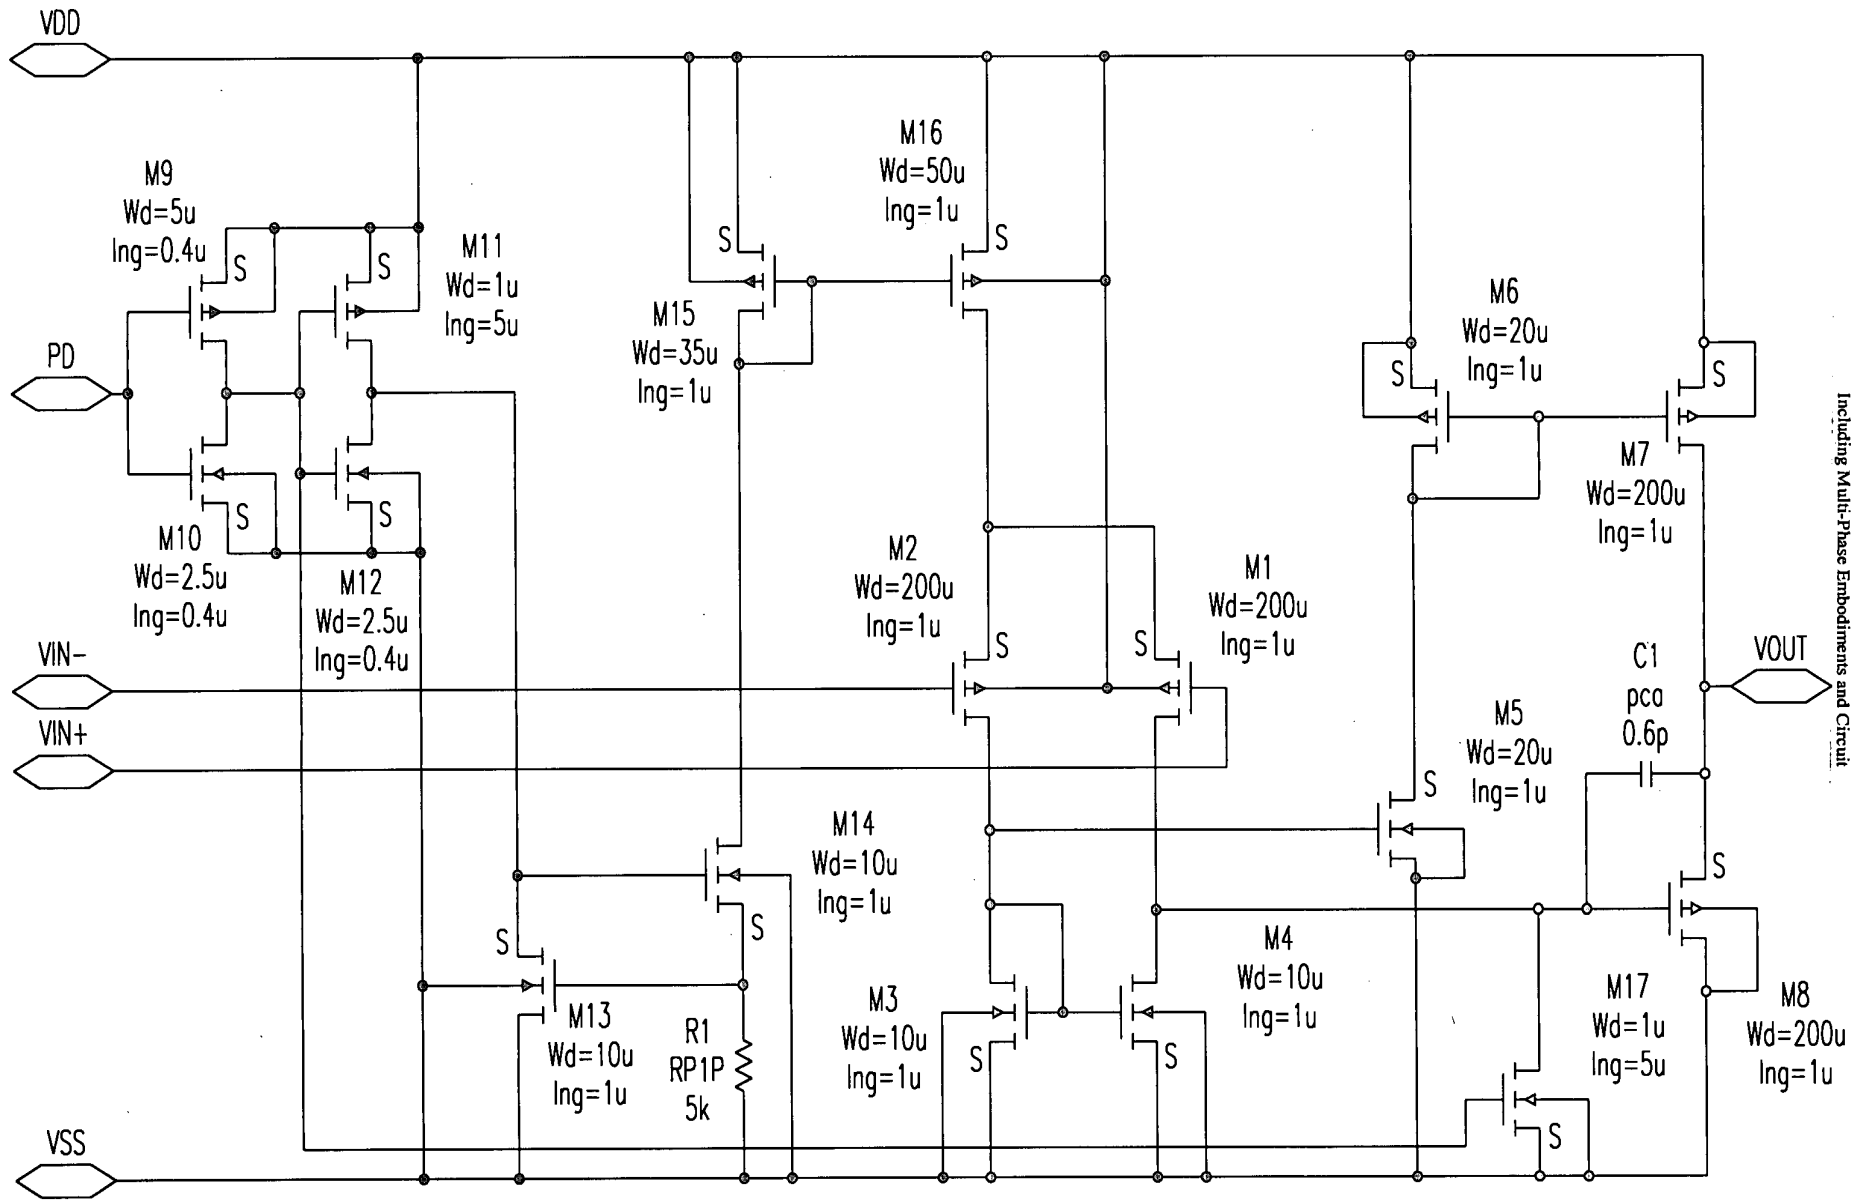 VDD
M9
Wd=5u
lng=0.4u
S
S
M11
Wd=1u
lng=5u
PD
M10
Wd=2.5u
lng=0.4u
S
S
M12
Wd=2.5u
lng=0.4u
S
M15
Wd=35u
lng=1u
M16
Wd=50u
lng=1u
S
M6
Wd=20u
lng=1u
S
S
M7
Wd=200u
lng=1u
M2
Wd=200u
lng=1u
S
S
M1
Wd=200u
lng=1u
VIN-
VIN+
C1
pca
0.6p
VOUT
M5
Wd=20u
lng=1u
S
M14
Wd=10u
lng=1u
S
S
M13
Wd=10u
lng=1u
R1
RP1P
5k
M3
Wd=10u
lng=1u
S
S
M4
Wd=10u
lng=1u
S
M17
Wd=1u
lng=5u
S
M8
Wd=200u
lng=1u
VSS
Including Multi-Phase Embodiments and Circuit